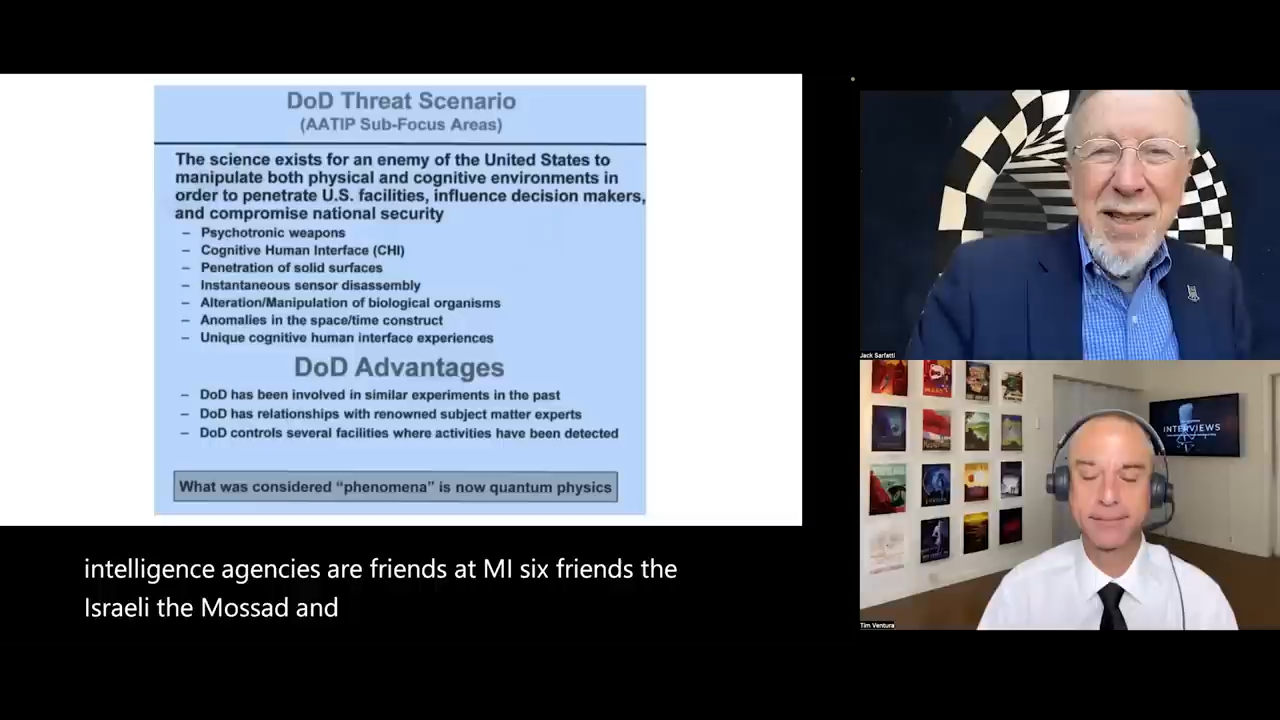 DoD Threat Scenario
(AATIP Sub-Focus Areas)
The science exists for an enemy of the United States to
manipulate both physical and cognitive environments in
order to penetrate U.S. facilities, influence decision makers,
and compromise national security
– Psychotronic weapons
– Cognitive Human Interface (CHI)
– Penetration of solid surfaces
– Instantaneous sensor disassembly
– Alteration/Manipulation of biological organisms
– Anomalies in the space/time construct
– Unique cognitive human interface experiences
DoD Advantages
– DoD has been involved in similar experiments in the past
– DoD has relationships with renowned subject matter experts
– DoD controls several facilities where activities have been detected
What was considered “phenomena” is now quantum physics
intelligence agencies are friends at MI six friends the
Israeli the Mossad and
Jack Sarfatti
INTERVIEWS
Tim Ventura